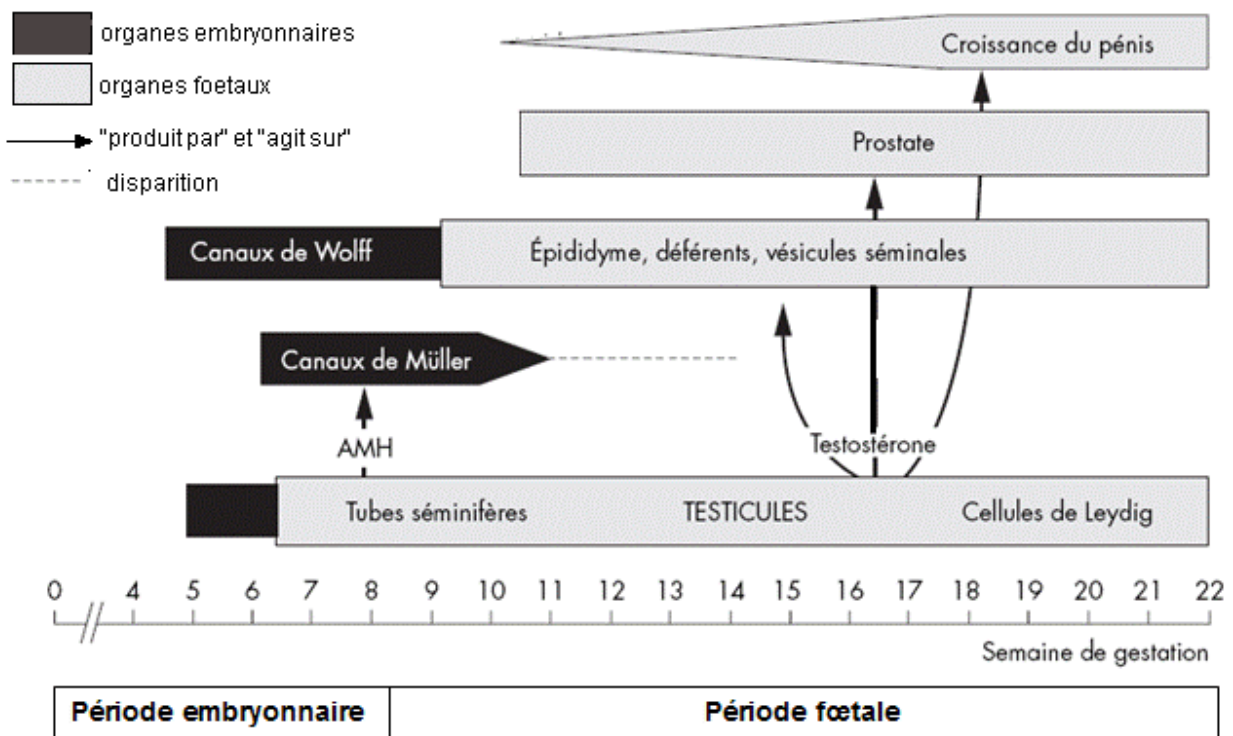 organes embryonnaires
organes foetaux
"produit par" et "agit sur"
disparition
Croissance du pénis
Prostate
Canaux de Wolff
Épididyme, déférents, vésicules séminales
Canaux de Müller
AMH
Testostérone
Tubes séminifères
TESTICULES
Cellules de Leydig
0 4 5 6 7 8 9 10 11 12 13 14 15 16 17 18 19 20 21 22
Semaine de gestation
Période embryonnaire
Période fœtale